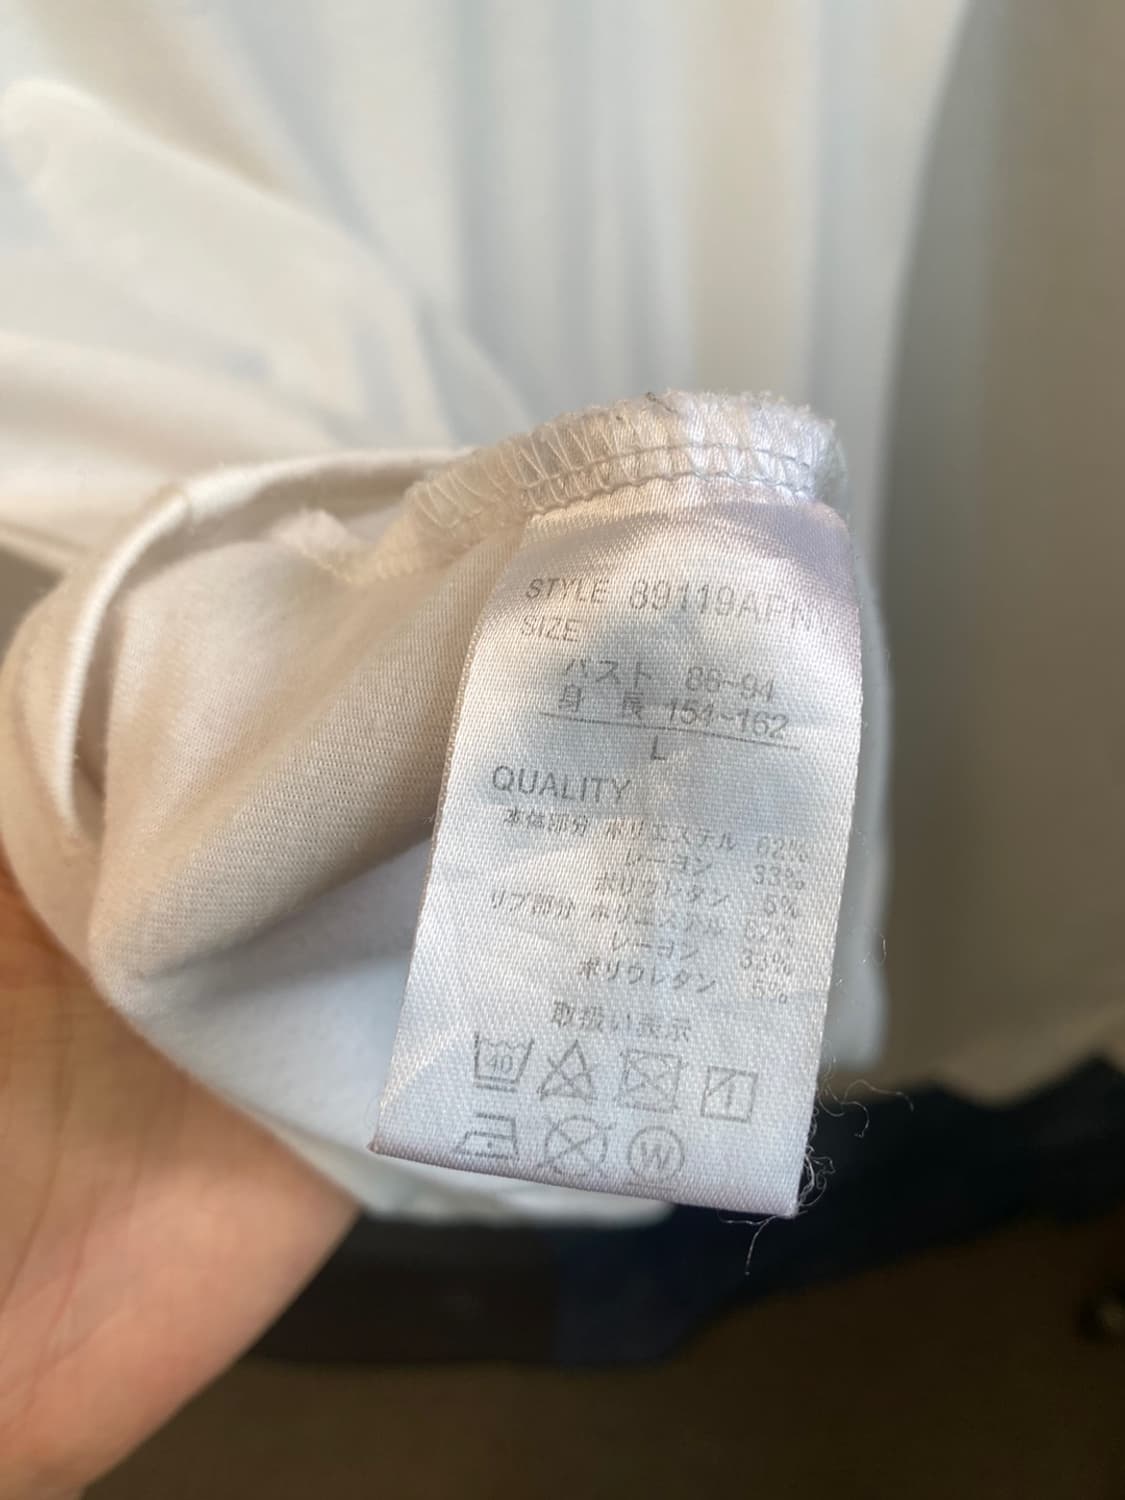 STYLE 89119APN
SIZE
バスト 86~94
身 長 154~162
L
QUALITY
本体部分 ポリエステル 62%
レーヨン 33%
ポリウレタン 5%
リブ部分 ポリエステル 62%
レーヨン 33%
ポリウレタン 5%
取扱い表示
40
W